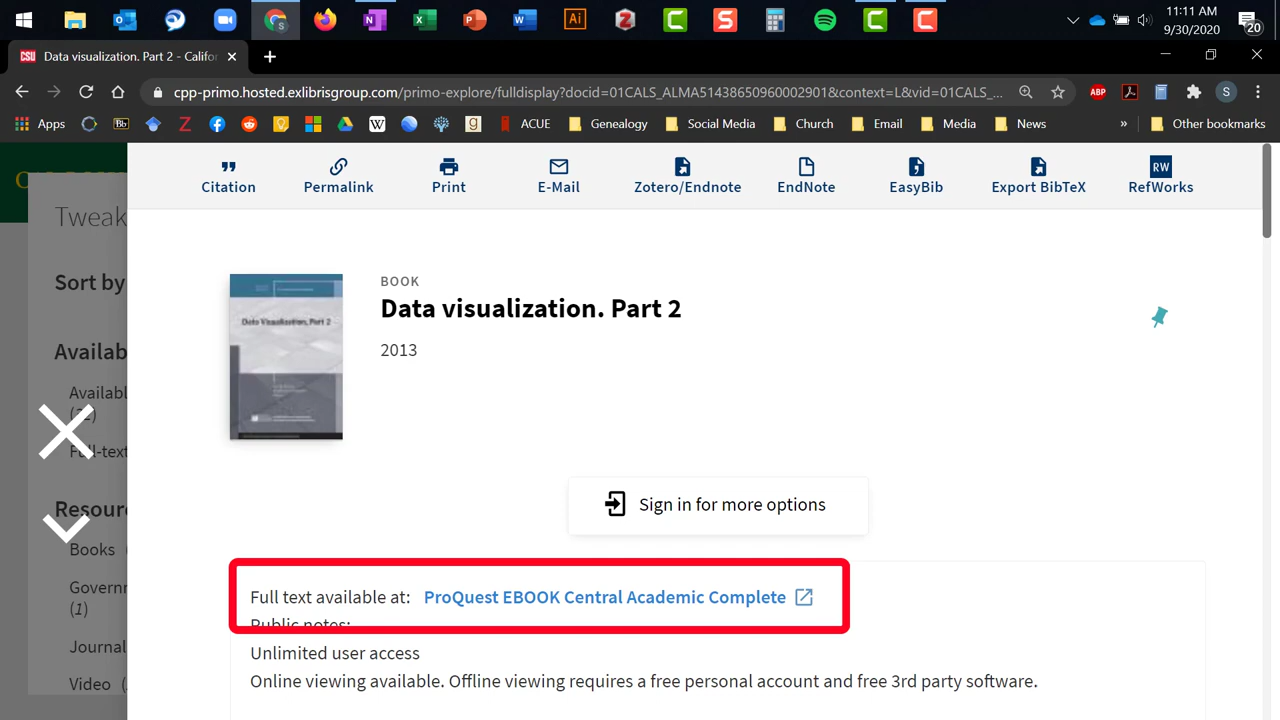 11:11 AM
9/30/2020
20
CSU Data visualization. Part 2 - Califor
cpp-primo.hosted.exlibrisgroup.com/primo-explore/fulldisplay?docid=01CALS_ALMA51438650960002901&context=L&vid=01CALS_...
ABP
S
Apps
ACUE
Genealogy
Social Media
Church
Email
Media
News
»
Other bookmarks
Citation
Permalink
Print
E-Mail
Zotero/Endnote
EndNote
EasyBib
Export BibTeX
RW
RefWorks
Tweak
Sort by
Availab
Availabl
Full-text
Resour
Books
Governm
(1)
Journal
Video
Data Visualization, Part 2
BOOK
Data visualization. Part 2
2013
Sign in for more options
Full text available at: ProQuest EBOOK Central Academic Complete
Public notes:
Unlimited user access
Online viewing available. Offline viewing requires a free personal account and free 3rd party software.